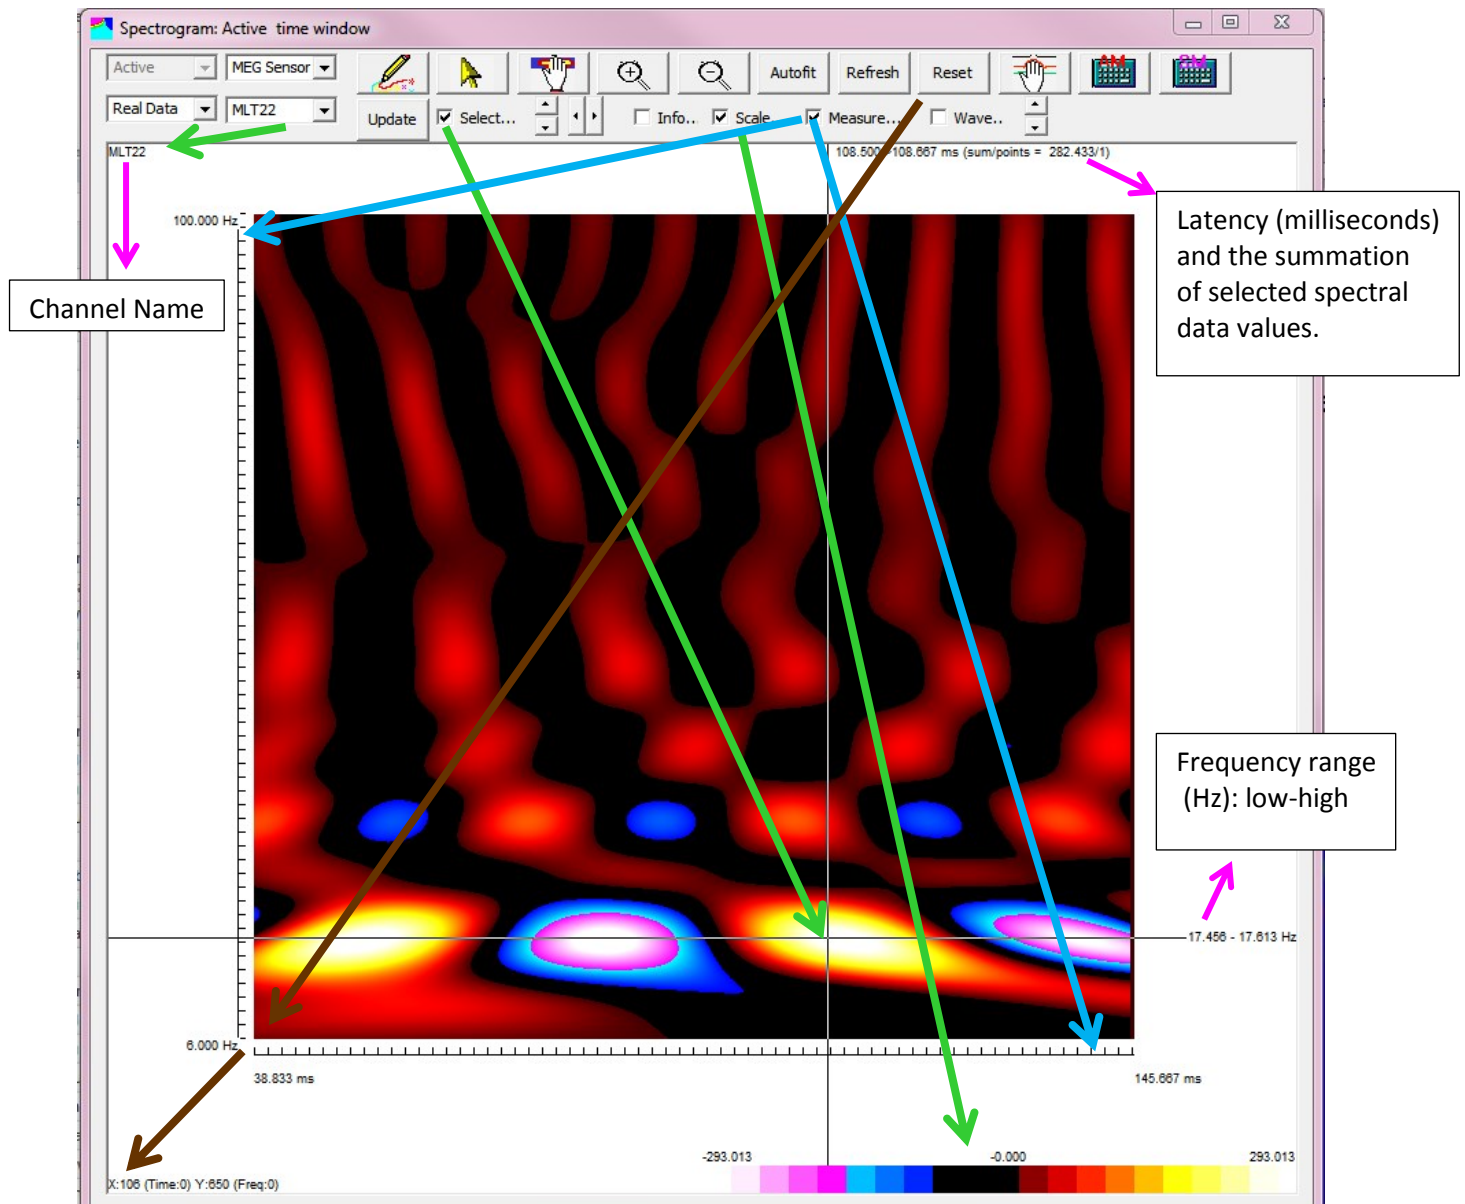 Spectrogram: Active time window
Active
MEG Sensor
Autofit
Refresh
Reset
Real Data
MLT22
Update
Select...
Info..
Scale
Measure...
Wave..
MLT22
108.667 ms (sum/points = 282.433/1)
100.000 Hz
Channel Name
Latency (milliseconds)
and the summation
of selected spectral
data values.
Frequency range
(Hz): low-high
17.456 - 17.613 Hz
6.000 Hz
38.833 ms
145.667 ms
-293.013
-0.000
293.013
X:106 (Time:0) Y:650 (Freq:0)